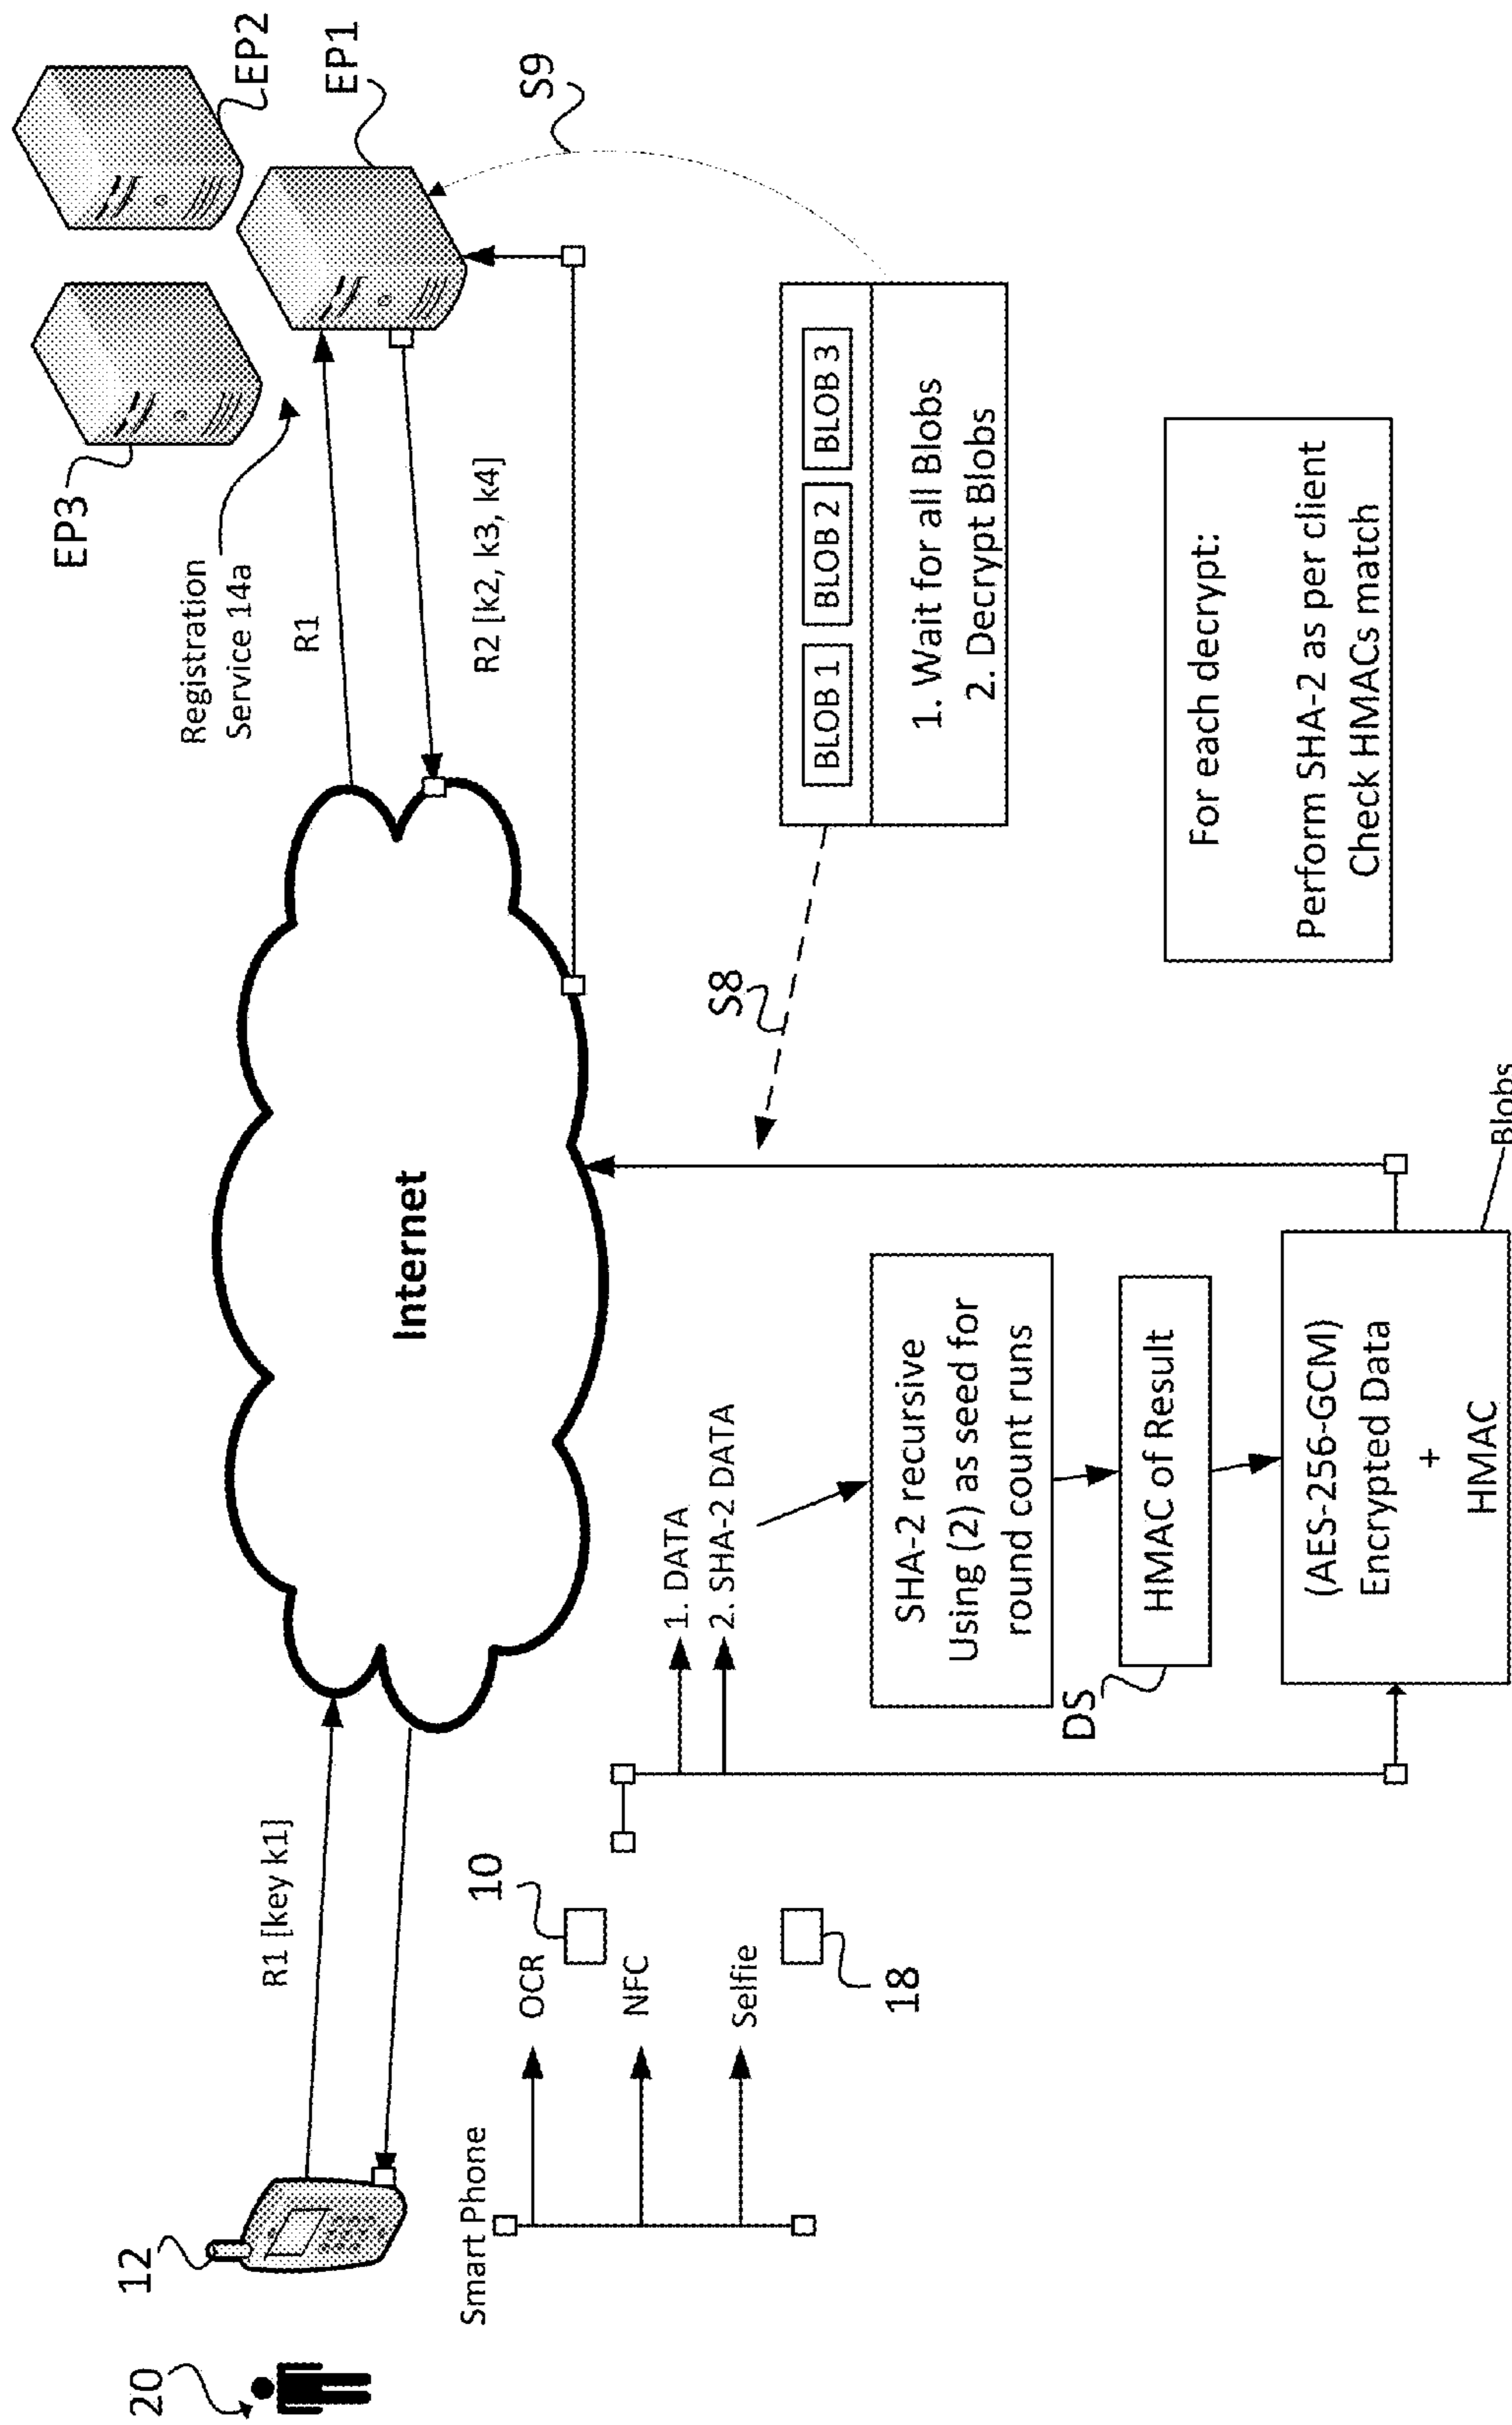 20
12
Smart Phone
R1 [key k1]
OCR
NFC
Selfie
10
18
Internet
1. DATA
2. SHA-2 DATA
SHA-2 recursive
Using (2) as seed for
round count runs
DS
HMAC of Result
(AES-256-GCM)
Encrypted Data
+
HMAC
Blobs
S8
R1
R2 [k2, k3, k4]
Registration
Service 14a
EP3
EP2
EP1
S9
BLOB 1
BLOB 2
BLOB 3
1. Wait for all Blobs
2. Decrypt Blobs
For each decrypt:
Perform SHA-2 as per client
Check HMACs match